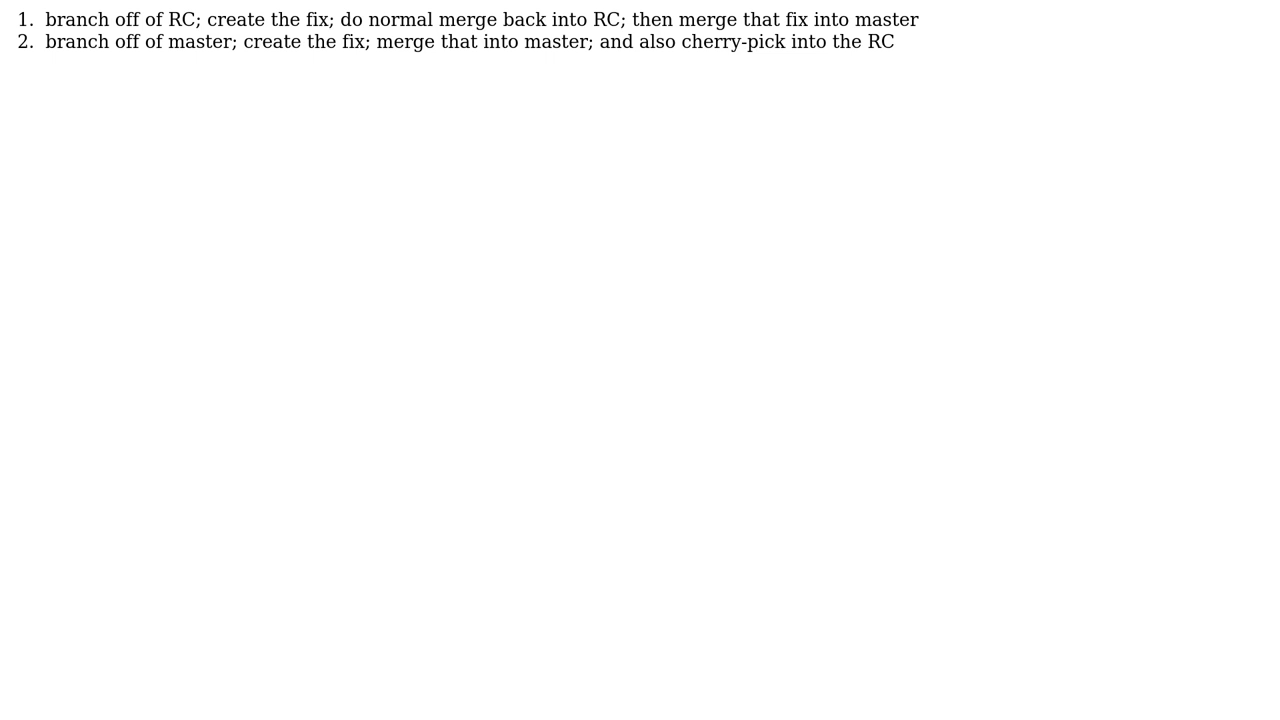 1. branch off of RC; create the fix; do normal merge back into RC; then merge that fix into master
2. branch off of master; create the fix; merge that into master; and also cherry-pick into the RC